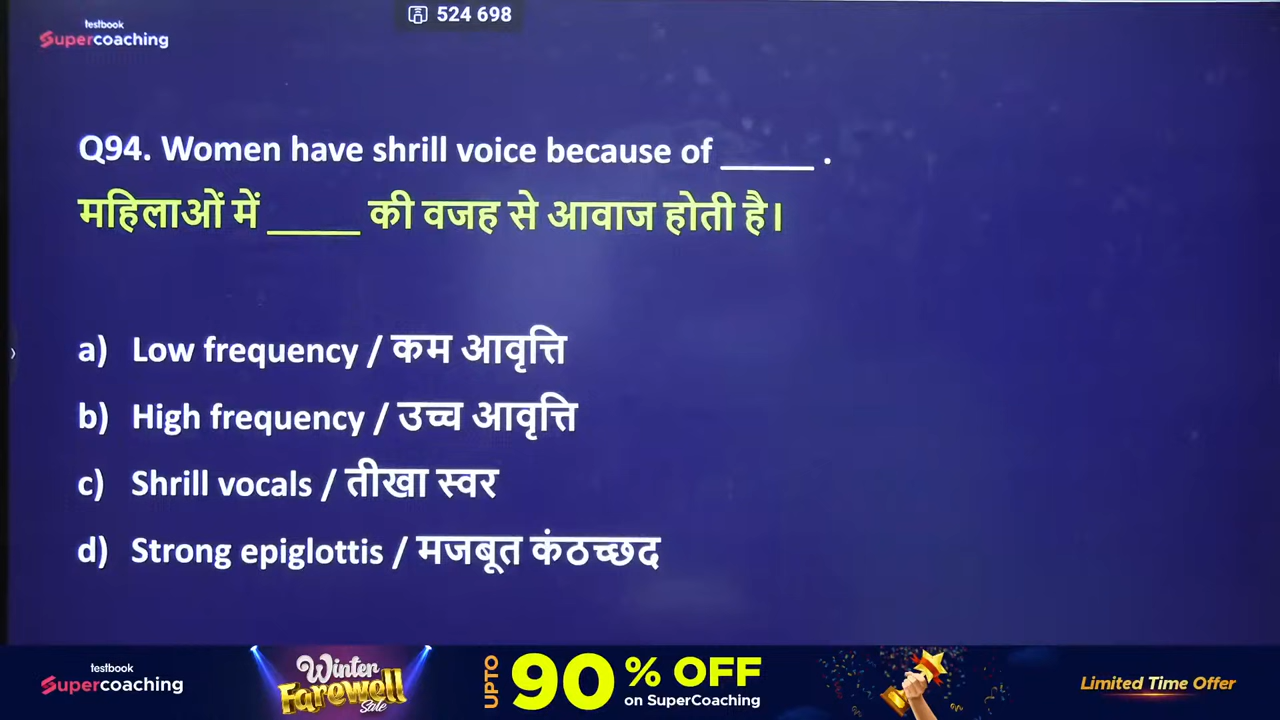 testbook
Supercoaching
524 698
Q94. Women have shrill voice because of _____ .
महिलाओं में _____ की वजह से आवाज होती है।
a) Low frequency / कम आवृत्ति
b) High frequency / उच्च आवृत्ति
c) Shrill vocals / तीखा स्वर
d) Strong epiglottis / मजबूत कंठच्छद
testbook
Supercoaching
Winter
Farewell
Sale
UPTO
90% OFF
on SuperCoaching
Limited Time Offer